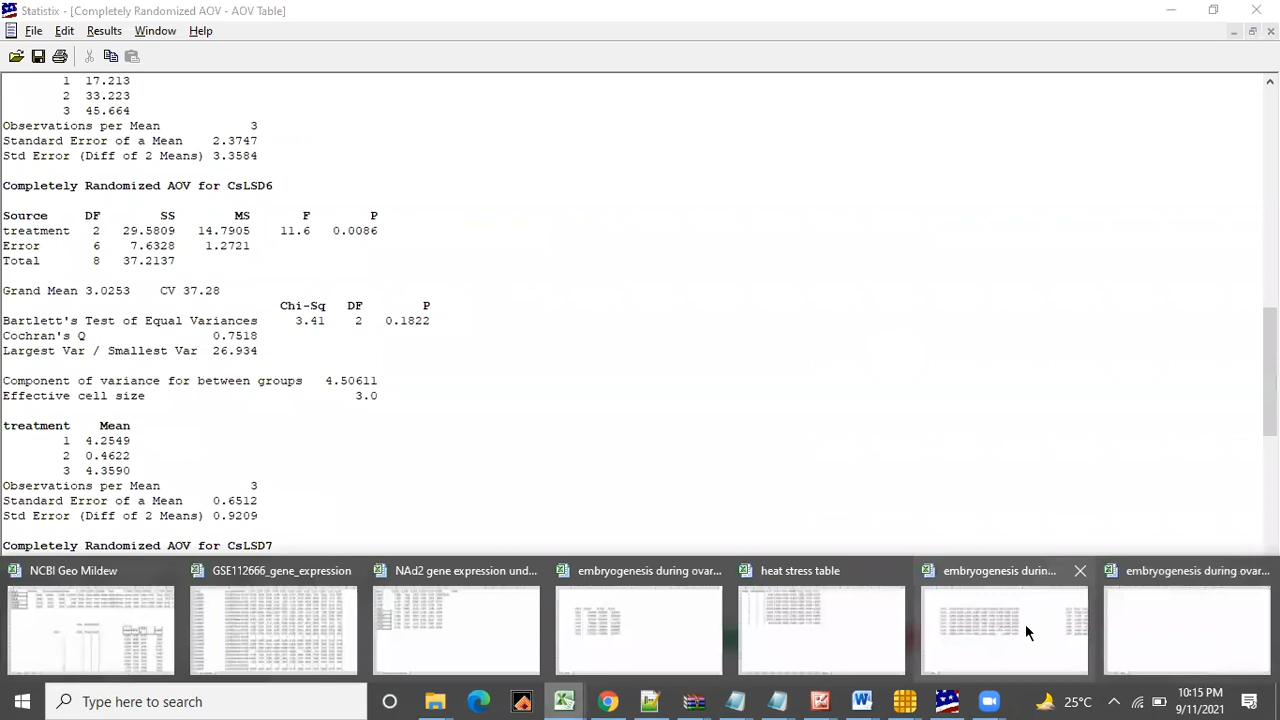 Statistix - [Completely Randomized AOV - AOV Table]
File Edit Results Window Help
1 17.213
2 33.223
3 45.664
Observations per Mean 3
Standard Error of a Mean 2.3747
Std Error (Diff of 2 Means) 3.3584
Completely Randomized AOV for CsLSD6
Source DF SS MS F P
treatment 2 29.5809 14.7905 11.6 0.0086
Error 6 7.6328 1.2721
Total 8 37.2137
Grand Mean 3.0253 CV 37.28
Chi-Sq DF P
Bartlett's Test of Equal Variances 3.41 2 0.1822
Cochran's Q 0.7518
Largest Var / Smallest Var 26.934
Component of variance for between groups 4.50611
Effective cell size 3.0
treatment Mean
1 4.2549
2 0.4622
3 4.3590
Observations per Mean 3
Standard Error of a Mean 0.6512
Std Error (Diff of 2 Means) 0.9209
Completely Randomized AOV for CsLSD7
NCBI Geo Mildew GSE112666_gene_expression NAd2 gene expression und... embryogenesis during ovar... heat stress table embryogenesis durin... embryogenesis during ovar...
Type here to search 25°C 10:15 PM
9/11/2021